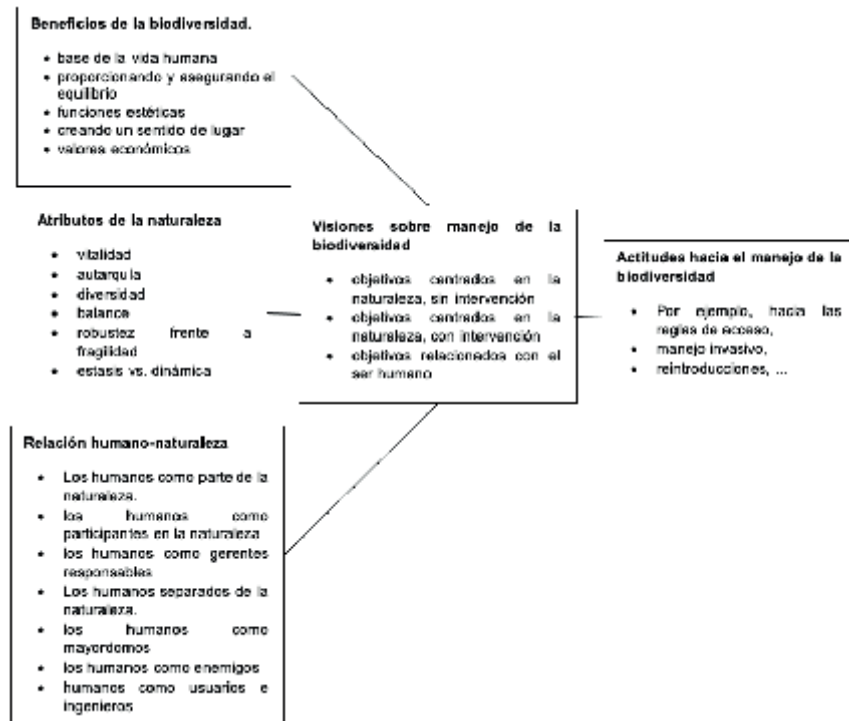 Beneficios de la biodiversidad.
• base de la vida humana
• proporcionando y asegurando el
equilibrio
• funciones estéticas
• creando un sentido de lugar
• valores económicos
Atributos de la naturaleza
• vitalidad
• autarquía
• diversidad
• balance
• robustez frente a
fragilidad
• estasis vs. dinámica
Relación humano-naturaleza
• Los humanos como parte de la
naturaleza.
• los humanos como
participantes en la naturaleza
• los humanos como gerentes
responsables
• Los humanos separados de la
naturaleza.
• los humanos como
mayordomos
• los humanos como enemigos
• humanos como usuarios e
ingenieros
Visiones sobre manejo de la
biodiversidad
• objetivos centrados en la
naturaleza, sin intervención
• objetivos centrados en la
naturaleza, con intervención
• objetivos relacionados con el
ser humano
Actitudes hacia el manejo de la
biodiversidad
• Por ejemplo, hacia las
reglas de acceso,
• manejo invasivo,
• reintroducciones, ...